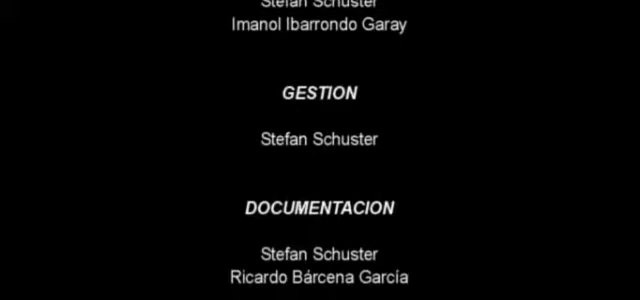 Stefan Schuster
Imanol Ibarrondo Garay
GESTION
Stefan Schuster
DOCUMENTACION
Stefan Schuster
Ricardo Bárcena García